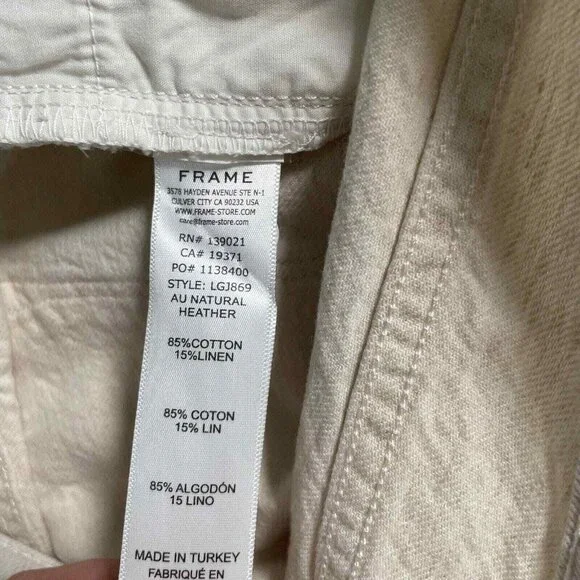 FRAME
3578 HAYDEN AVENUE STE N-1
CULVER CITY CA 90232 USA
WWW.FRAME-STORE.COM
care@frame-store.com
RN# 139021
CA# 19371
PO# 1138400
STYLE: LGJ869
AU NATURAL
HEATHER
85%COTTON
15%LINEN
85% COTON
15% LIN
85% ALGODÓN
15 LINO
MADE IN TURKEY
FABRIQUÉ EN